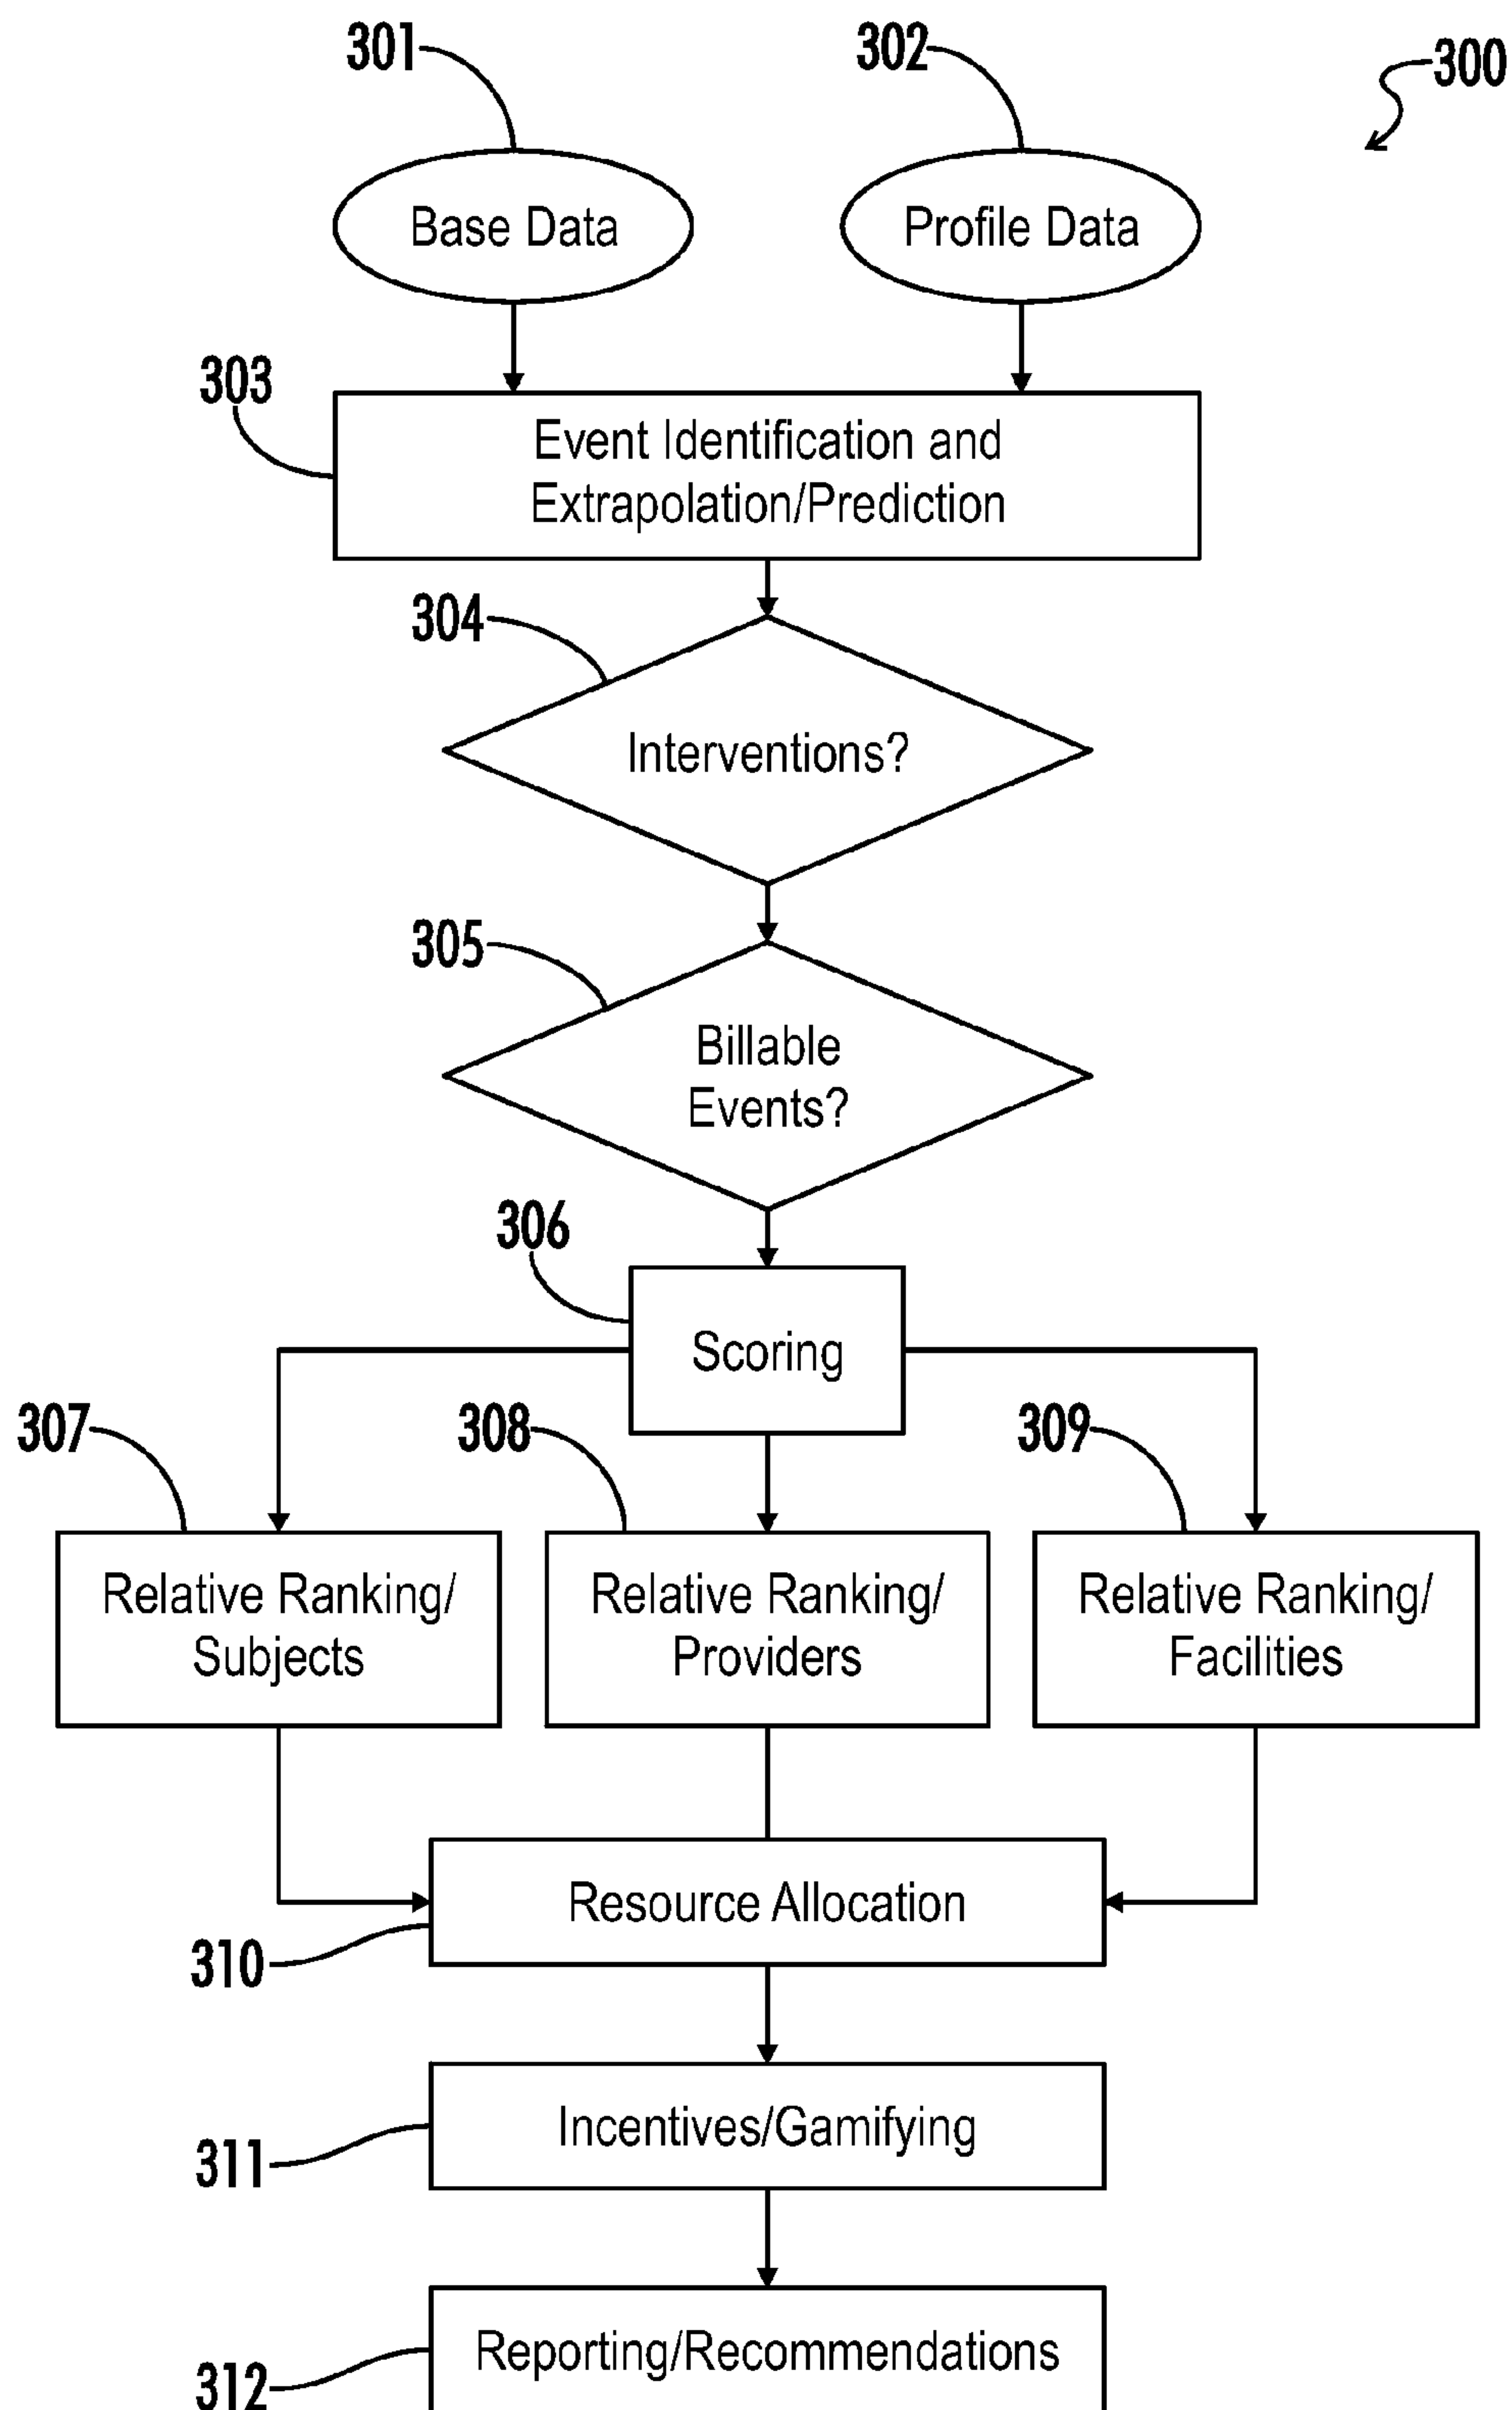 301
302
300
Base Data
Profile Data
303
Event Identification and
Extrapolation/Prediction
304
Interventions?
305
Billable
Events?
306
Scoring
307
308
309
Relative Ranking/
Subjects
Relative Ranking/
Providers
Relative Ranking/
Facilities
Resource Allocation
310
Incentives/Gamifying
311
Reporting/Recommendations
312